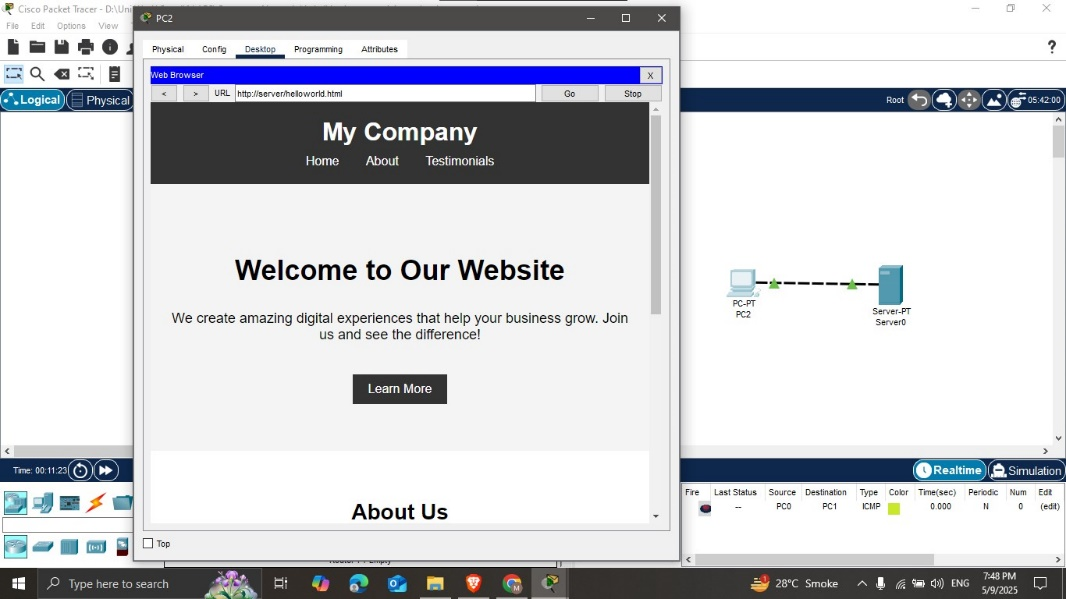 Cisco Packet Tracer - D:\Uni
File Edit Options View
PC2
Physical Config Desktop Programming Attributes
Web Browser X
< > URL http://server/helloworld.html Go Stop
Logical Physical
Root 05:42:00
My Company
Home About Testimonials
Welcome to Our Website
We create amazing digital experiences that help your business grow. Join
us and see the difference!
Learn More
About Us
PC-PT
PC2
Server-PT
Server0
Time: 00:11:23
Realtime Simulation
Fire Last Status Source Destination Type Color Time(sec) Periodic Num Edit
-- PC0 PC1 ICMP 0.000 N 0 (edit)
Top
Type here to search
28°C Smoke ENG
7:48 PM
5/9/2025